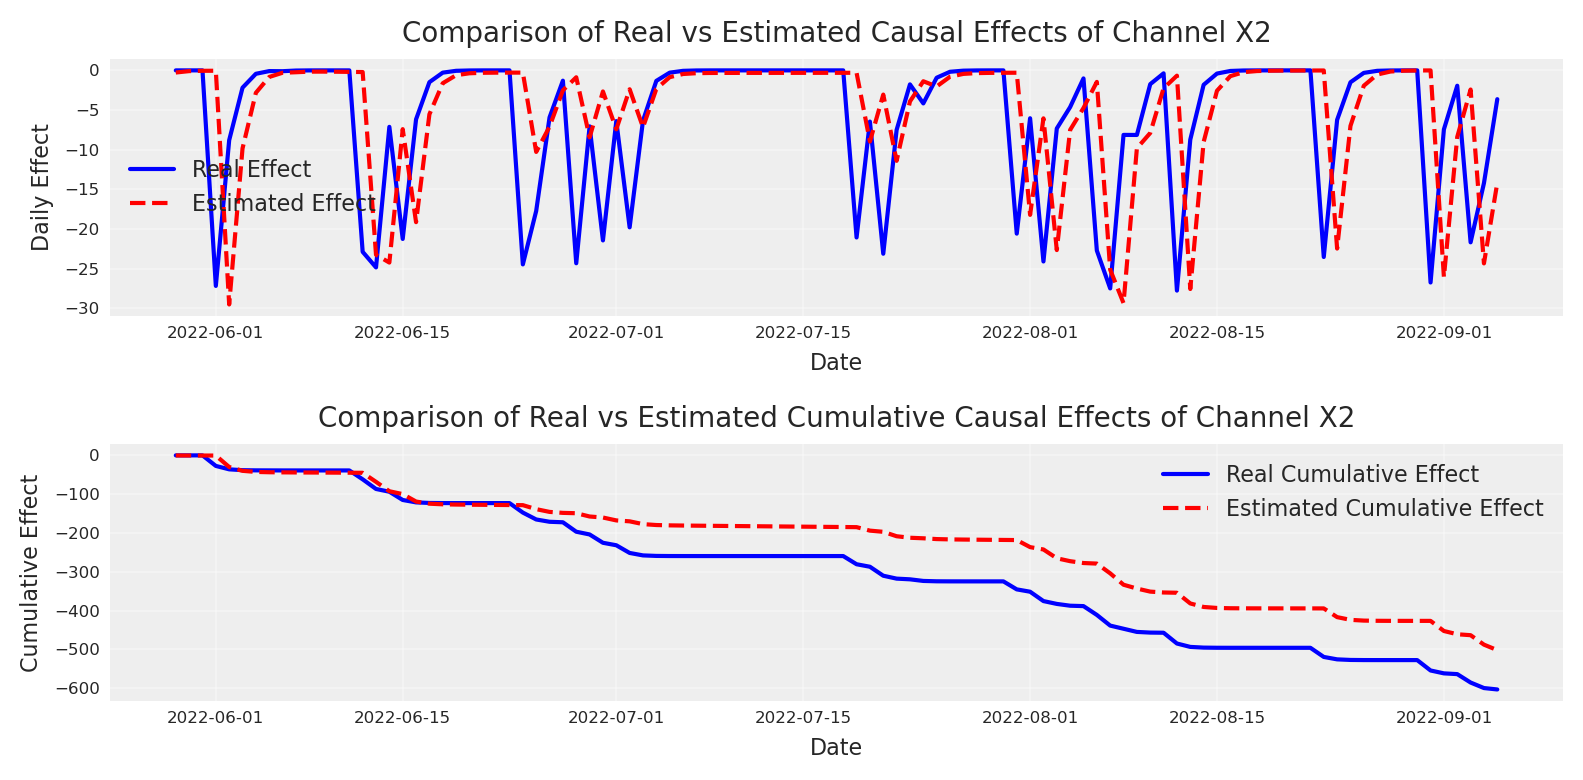 Comparison of Real vs Estimated Causal Effects of Channel X2
Daily Effect
0
−5
−10
−15
−20
−25
−30
Real Effect
Estimated Effect
2022-06-01 2022-06-15 2022-07-01 2022-07-15 2022-08-01 2022-08-15 2022-09-01
Date
Comparison of Real vs Estimated Cumulative Causal Effects of Channel X2
Cumulative Effect
0
−100
−200
−300
−400
−500
−600
Real Cumulative Effect
Estimated Cumulative Effect
2022-06-01 2022-06-15 2022-07-01 2022-07-15 2022-08-01 2022-08-15 2022-09-01
Date